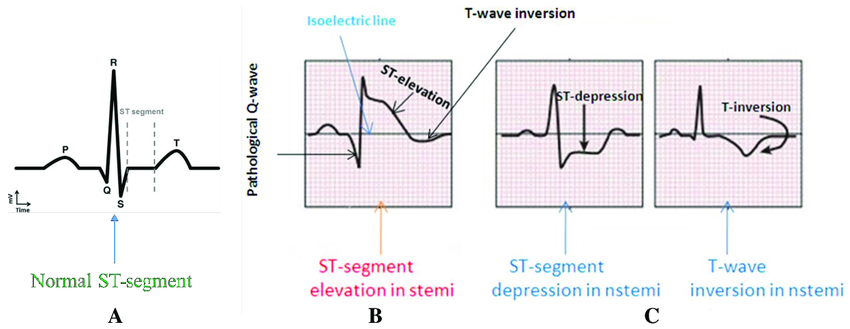 R
ST segment
P
T
Q
S
mV
Time
Normal ST-segment
A
Pathological Q-wave
Isoelectric line
T-wave inversion
ST-elevation
ST-segment
elevation in stemi
B
ST-depression
ST-segment
depression in nstemi
T-inversion
T-wave
inversion in nstemi
C